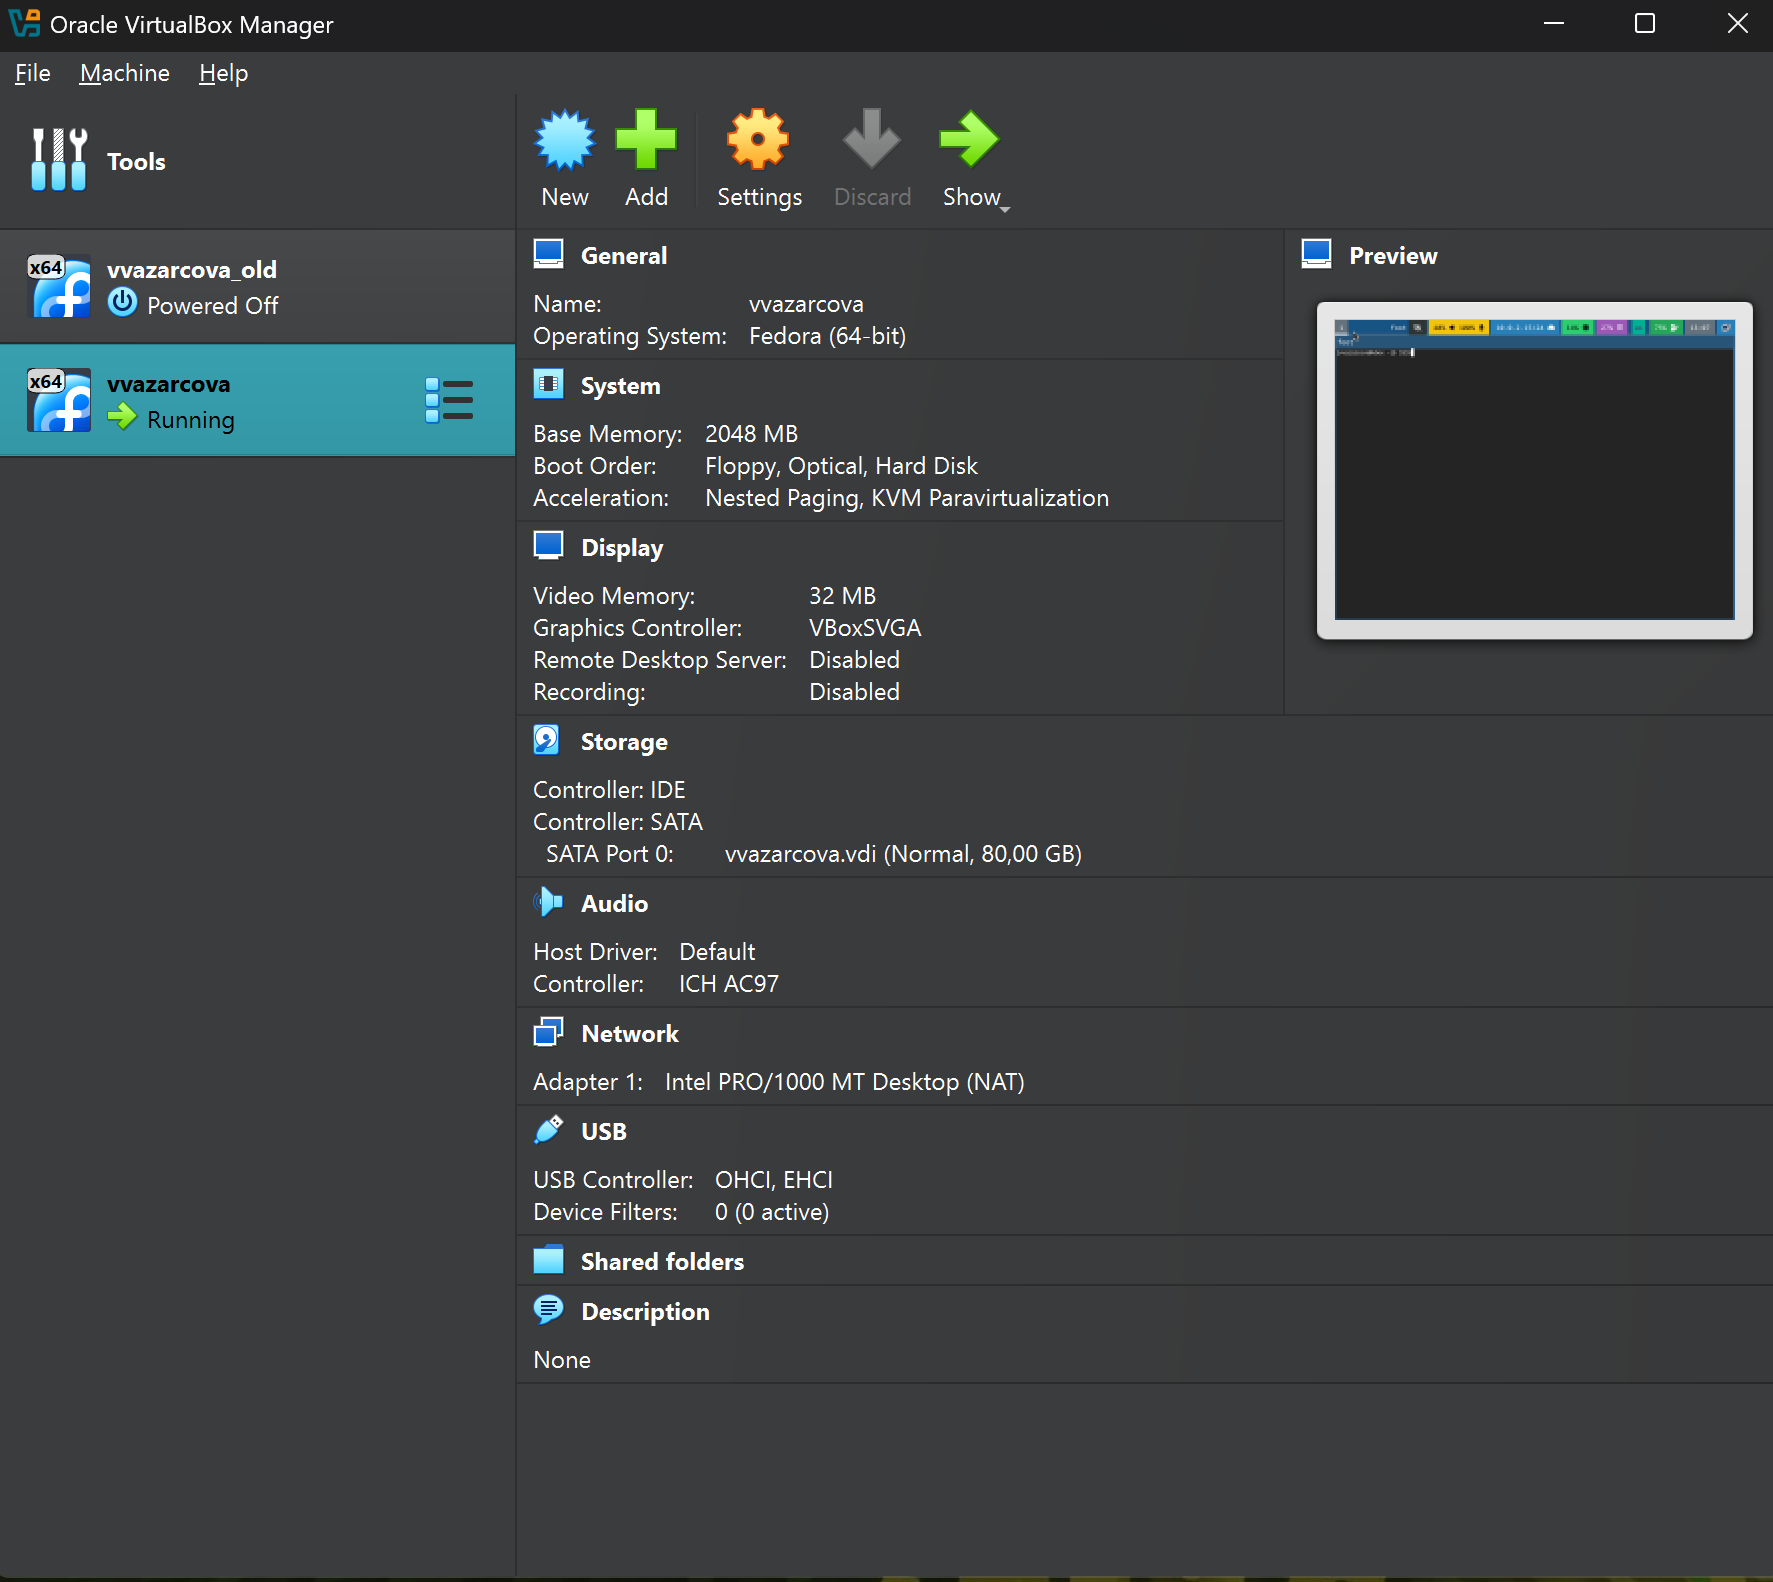 Oracle VirtualBox Manager
File Machine Help
Tools
New Add Settings Discard Show
x64
vvazarcova_old
Powered Off
x64
vvazarcova
Running
General
Name: vvazarcova
Operating System: Fedora (64-bit)
System
Base Memory: 2048 MB
Boot Order: Floppy, Optical, Hard Disk
Acceleration: Nested Paging, KVM Paravirtualization
Display
Video Memory: 32 MB
Graphics Controller: VBoxSVGA
Remote Desktop Server: Disabled
Recording: Disabled
Preview
Storage
Controller: IDE
Controller: SATA
SATA Port 0: vvazarcova.vdi (Normal, 80,00 GB)
Audio
Host Driver: Default
Controller: ICH AC97
Network
Adapter 1: Intel PRO/1000 MT Desktop (NAT)
USB
USB Controller: OHCI, EHCI
Device Filters: 0 (0 active)
Shared folders
Description
None